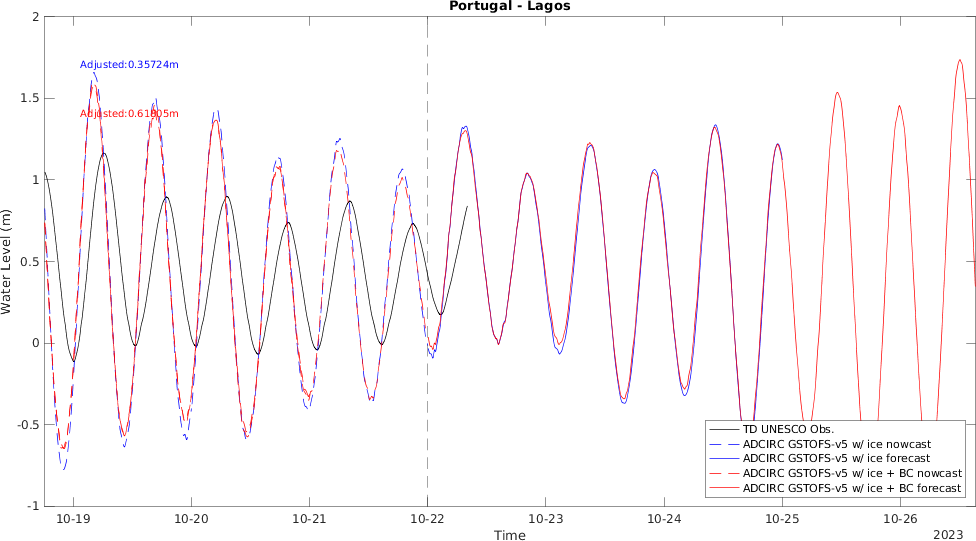 Portugal - Lagos
2
1.5
1
0.5
0
-0.5
-1
Water Level (m)
Adjusted:0.35724m
Adjusted:0.61805m
TD UNESCO Obs.
ADCIRC GSTOFS-v5 w/ ice nowcast
ADCIRC GSTOFS-v5 w/ ice forecast
ADCIRC GSTOFS-v5 w/ ice + BC nowcast
ADCIRC GSTOFS-v5 w/ ice + BC forecast
10-19 10-20 10-21 10-22 10-23 10-24 10-25 10-26
Time
2023